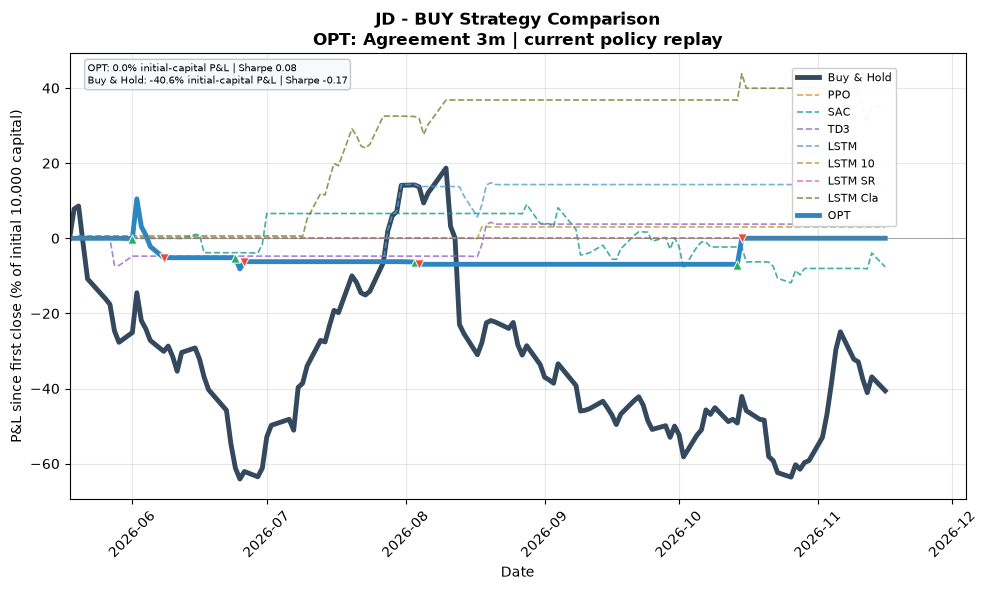 JD - BUY Strategy Comparison
OPT: Agreement 3m | current policy replay
OPT: 0.0% initial-capital P&L | Sharpe 0.08
Buy & Hold: -40.6% initial-capital P&L | Sharpe -0.17
Buy & Hold
PPO
SAC
TD3
LSTM
LSTM 10
LSTM SR
LSTM Cla
OPT
P&L since first close (% of initial 10,000 capital)
40
20
0
−20
−40
−60
2026-06
2026-07
2026-08
2026-09
2026-10
2026-11
2026-12
Date